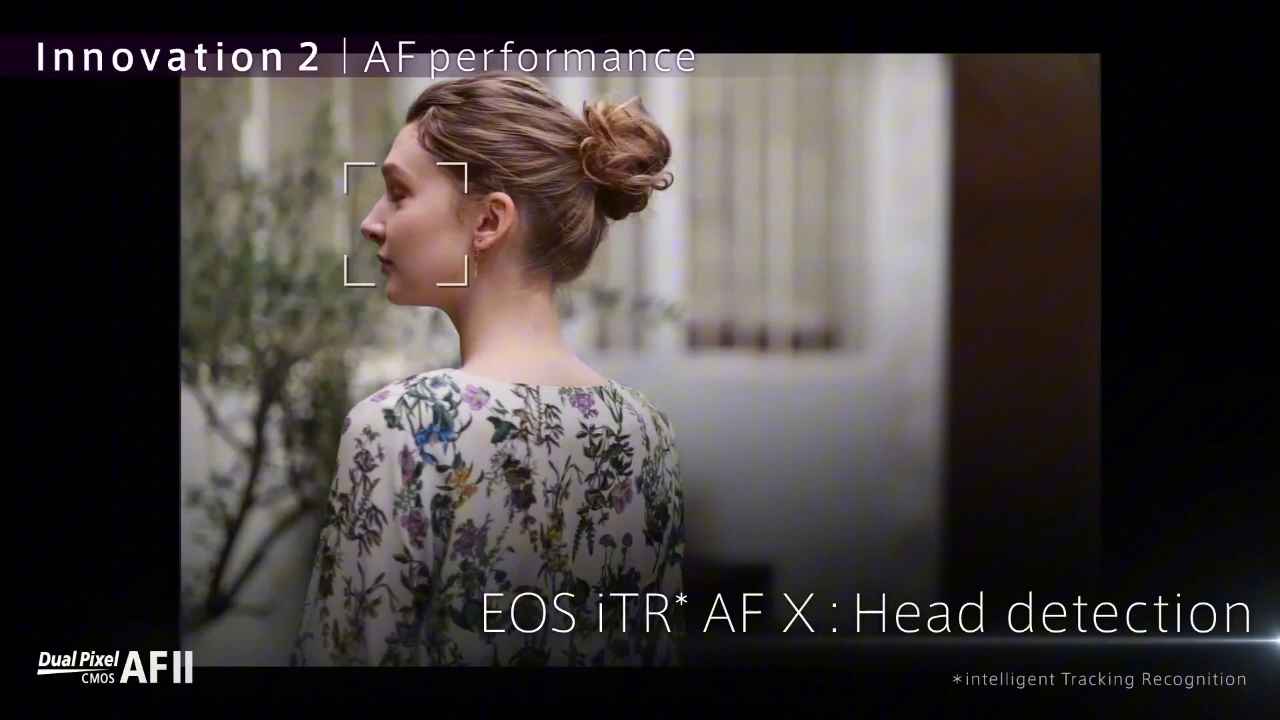 Innovation 2 | AF performance
EOS iTR* AF X : Head detection
Dual Pixel
CMOS AF II
*intelligent Tracking Recognition